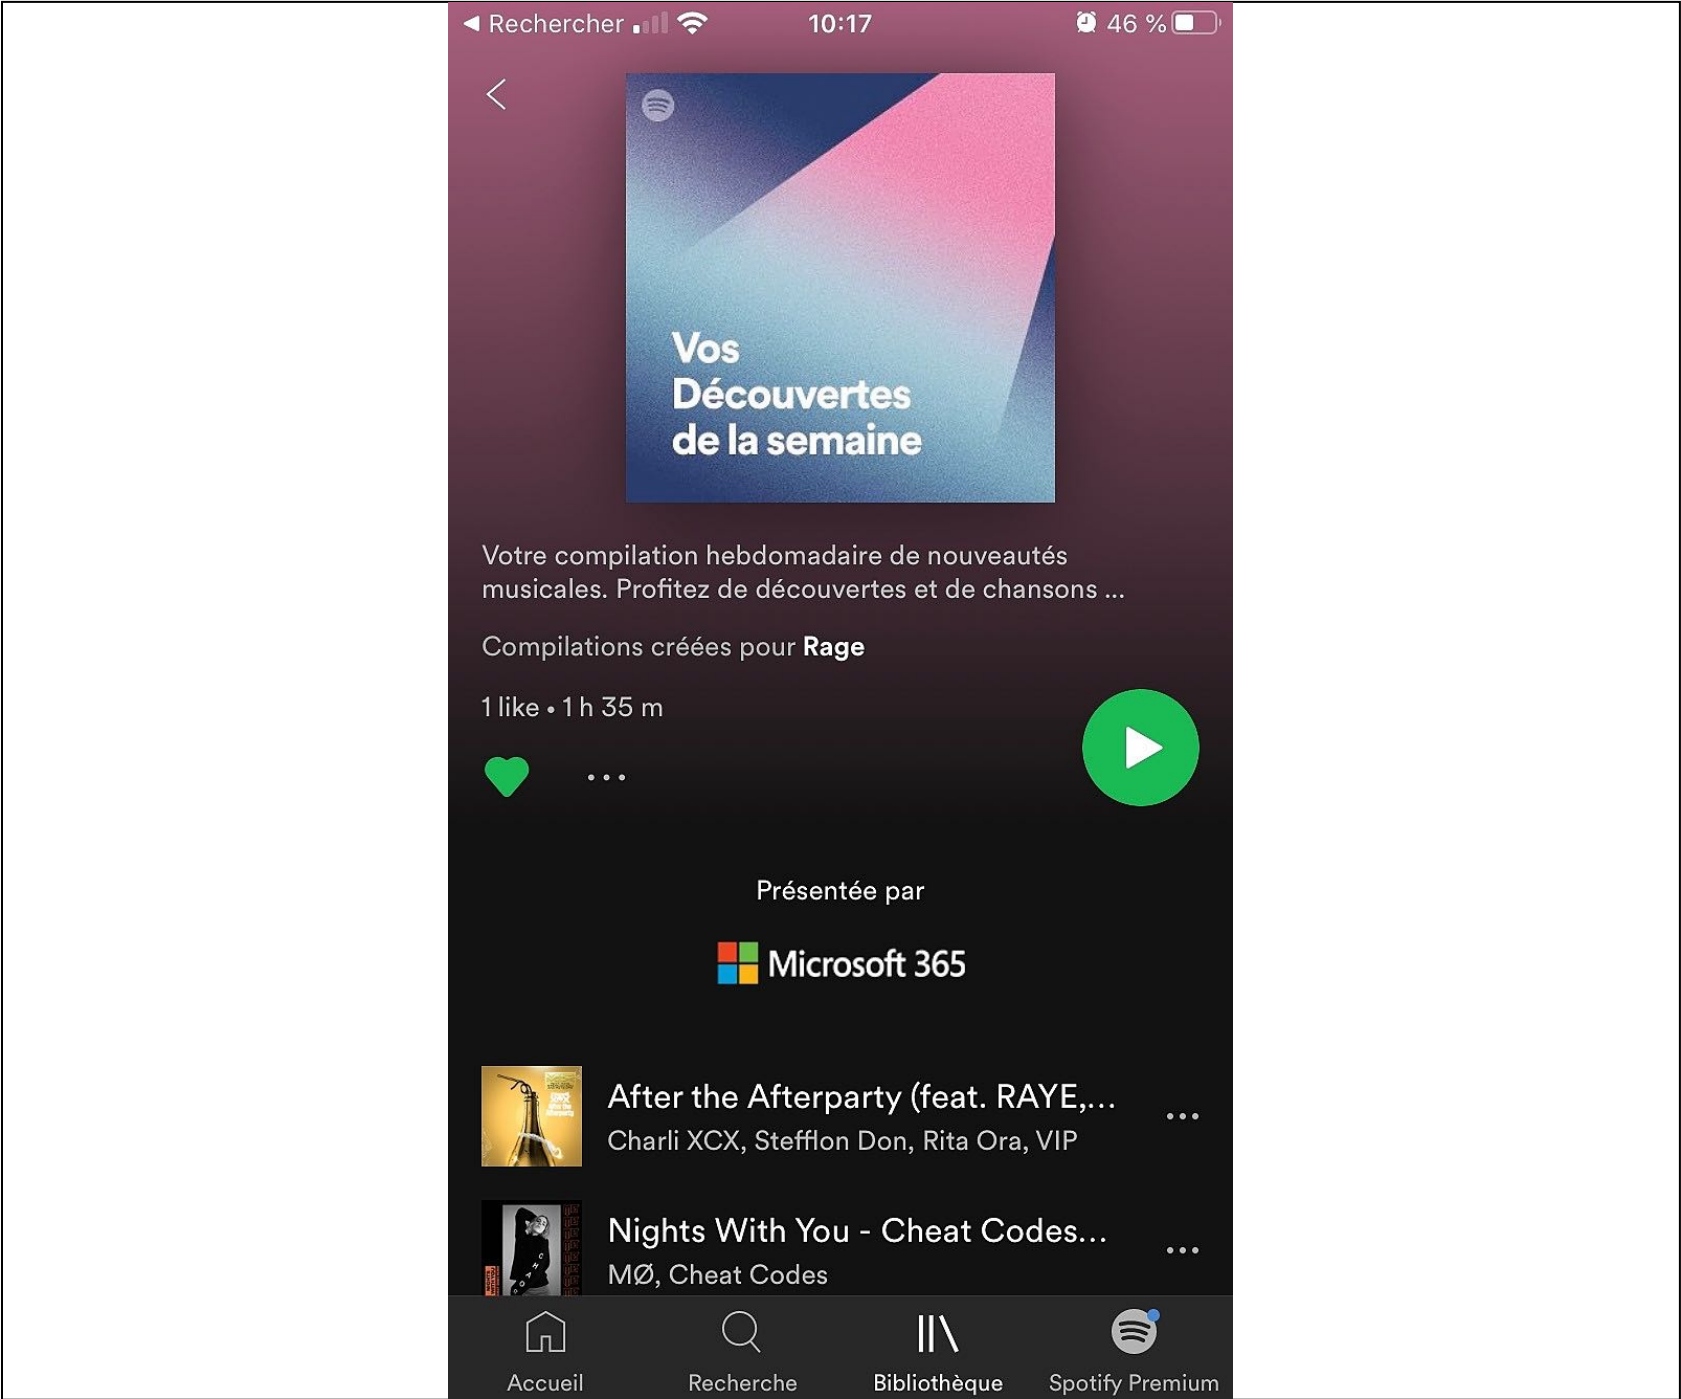 Rechercher
10:17
46 %
Vos
Découvertes
de la semaine
Votre compilation hebdomadaire de nouveautés
musicales. Profitez de découvertes et de chansons ...
Compilations créées pour Rage
1 like • 1 h 35 m
Présentée par
Microsoft 365
After the Afterparty (feat. RAYE,...
Charli XCX, Stefflon Don, Rita Ora, VIP
Nights With You - Cheat Codes...
MØ, Cheat Codes
Accueil
Recherche
Bibliothèque
Spotify Premium